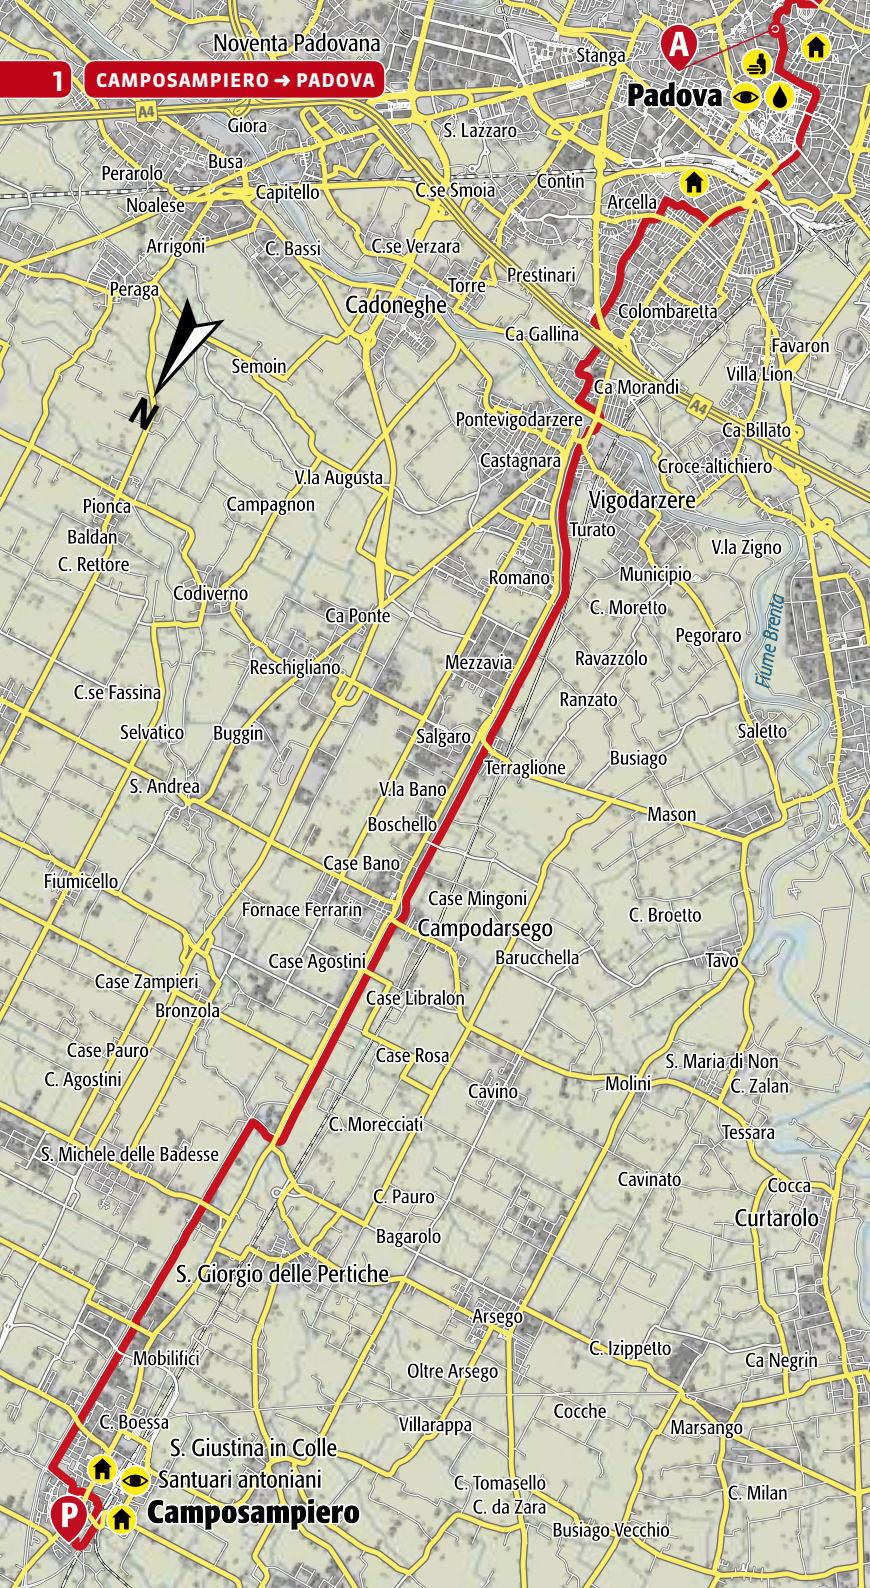 Noventa Padovana
Stanga
A
1
CAMPOSAMPIERO → PADOVA
Padova
A4
Giora
S. Lazzaro
Busa
Perarolo
Contin
Capitello
C.se Smoia
Noalese
Arcella
Arrigoni
C. Bassi
C.se Verzara
Prestinari
Peraga
Torre
Cadoneghe
Colombaretta
Ca Gallina
Favaron
Semoin
Villa Lion
Ca Morandi
N
A4
Pontevigodarzere
Ca Billato
Castagnara
Croce-altichiero
V.la Augusta
Vigodarzere
Pionca
Campagnon
Turato
Baldan
V.la Zigno
C. Rettore
Romano
Municipio
Codiverno
C. Moretto
Ca Ponte
Pegoraro
Fiume Brenta
Reschigliano
Mezzavia
Ravazzolo
C.se Fassina
Ranzato
Selvatico
Buggin
Salgaro
Saletto
Terraglione
Busiago
S. Andrea
V.la Bano
Mason
Boschello
Case Bano
Fiumicello
Case Mingoni
Fornace Ferrarin
C. Broetto
Campodarsego
Case Agostini
Barucchella
Tavo
Case Zampieri
Case Libralon
Bronzola
Case Pauro
Case Rosa
S. Maria di Non
C. Agostini
Cavino
Molini
C. Zalan
C. Morecciati
Tessara
S. Michele delle Badesse
Cavinato
Cocca
C. Pauro
Curtarolo
Bagarolo
S. Giorgio delle Pertiche
Arsego
C. Izippetto
Mobilifici
Ca Negrin
Oltre Arsego
Cocche
C. Boessa
Villarappa
Marsango
S. Giustina in Colle
Santuari antoniani
C. Tomasello
C. Milan
C. da Zara
P
Camposampiero
Busiago Vecchio